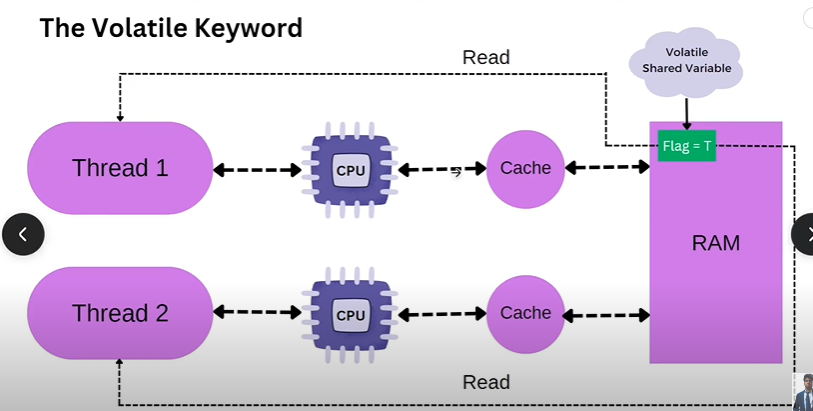 The Volatile Keyword
Read
Volatile
Shared Variable
Thread 1
CPU
Cache
Flag = T
RAM
Thread 2
CPU
Cache
Read